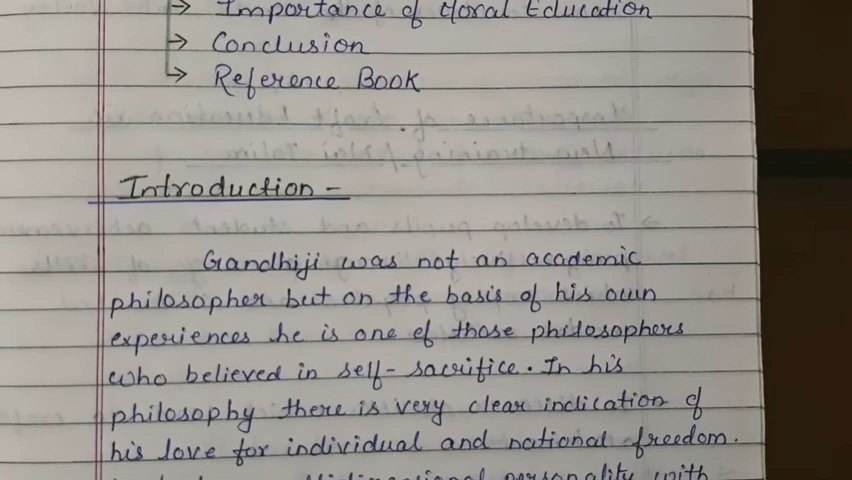 → Importance of Moral Education
→ Conclusion
→ Reference Book
Introduction -
Gandhiji was not an academic
philosopher but on the basis of his own
experiences he is one of those philosophers
who believed in self-sacrifice. In his
philosophy there is very clear indication of
his love for individual and national freedom.
personality with